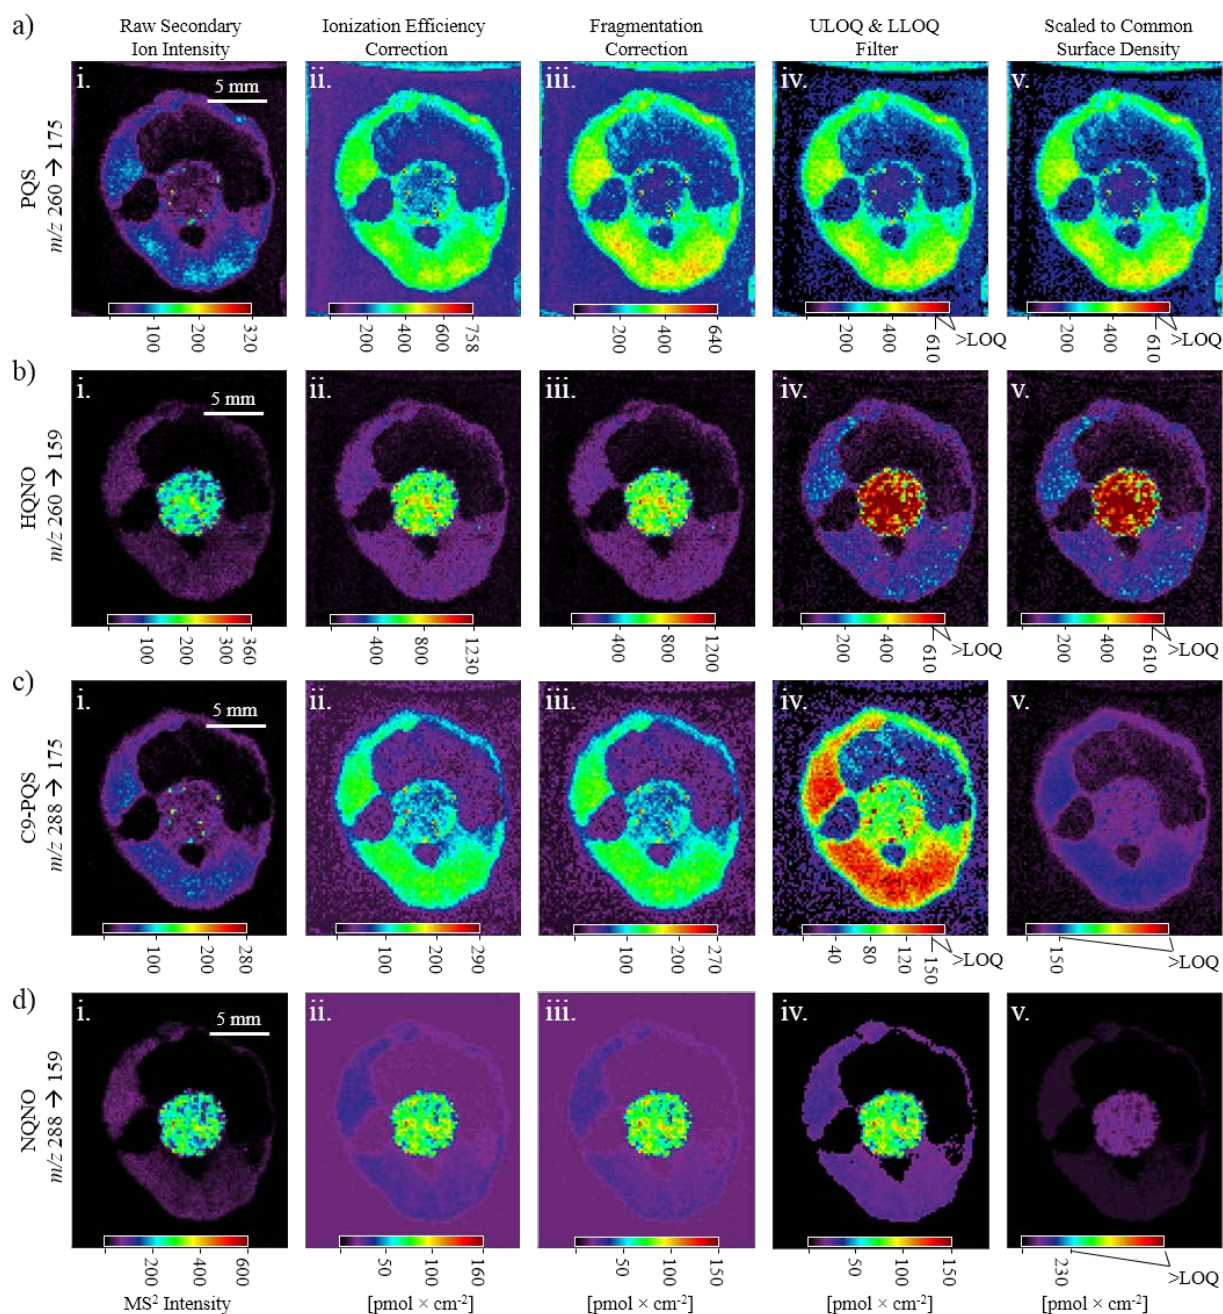 a)
Raw Secondary
Ion Intensity
Ionization Efficiency
Correction
Fragmentation
Correction
ULOQ & LLOQ
Filter
Scaled to Common
Surface Density
PQS
m/z 260 → 175
i.
5 mm
ii.
iii.
iv.
v.
100
200
320
200
400
600
758
200
400
640
200
400
610
>LOQ
200
400
610
>LOQ
b)
HQNO
m/z 260 → 159
i.
5 mm
ii.
iii.
iv.
v.
100
200
300
360
400
800
1230
400
800
1200
200
400
610
>LOQ
200
400
610
>LOQ
c)
C9-PQS
m/z 288 → 175
i.
5 mm
ii.
iii.
iv.
v.
100
200
280
100
200
290
100
200
270
40
80
120
150
>LOQ
150
>LOQ
d)
NQNO
m/z 288 → 159
i.
5 mm
ii.
iii.
iv.
v.
200
400
600
50
100
150
50
100
150
50
100
150
230
>LOQ
MS² Intensity
[pmol × cm⁻²]
[pmol × cm⁻²]
[pmol × cm⁻²]
[pmol × cm⁻²]